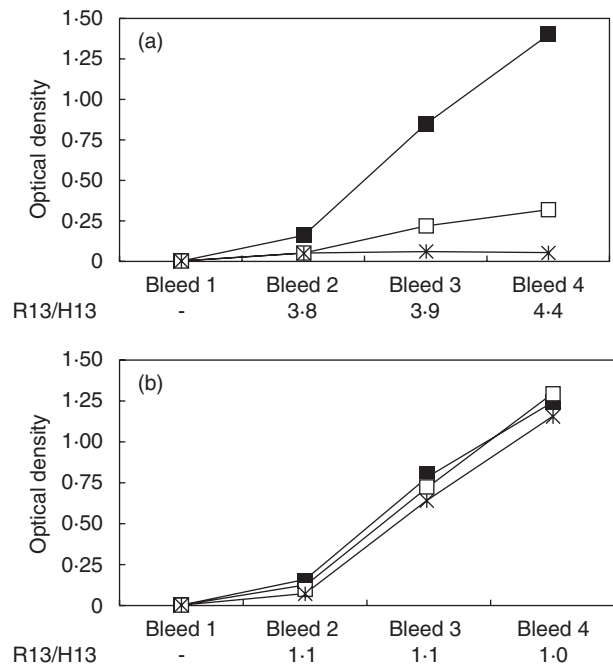 (a)
Optical density
1·50
1·25
1·00
0·75
0·50
0·25
0
Bleed 1 Bleed 2 Bleed 3 Bleed 4
R13/H13 - 3·8 3·9 4·4
(b)
Optical density
1·50
1·25
1·00
0·75
0·50
0·25
0
Bleed 1 Bleed 2 Bleed 3 Bleed 4
R13/H13 - 1·1 1·1 1·0